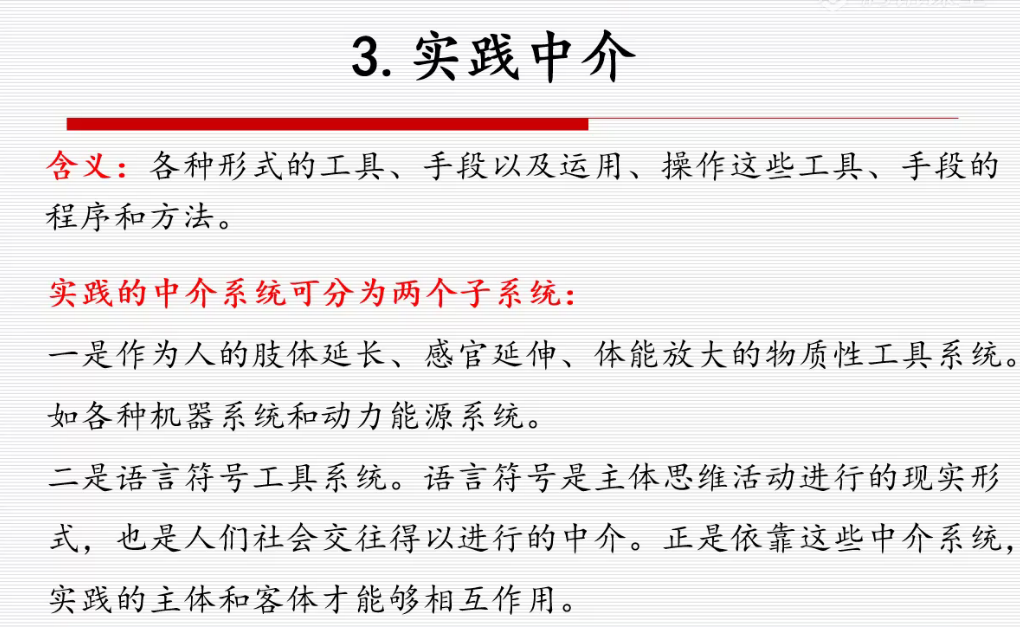 3.实践中介
含义：各种形式的工具、手段以及运用、操作这些工具、手段的
程序和方法。
实践的中介系统可分为两个子系统：
一是作为人的肢体延长、感官延伸、体能放大的物质性工具系统。
如各种机器系统和动力能源系统。
二是语言符号工具系统。语言符号是主体思维活动进行的现实形
式，也是人们社会交往得以进行的中介。正是依靠这些中介系统，
实践的主体和客体才能够相互作用。